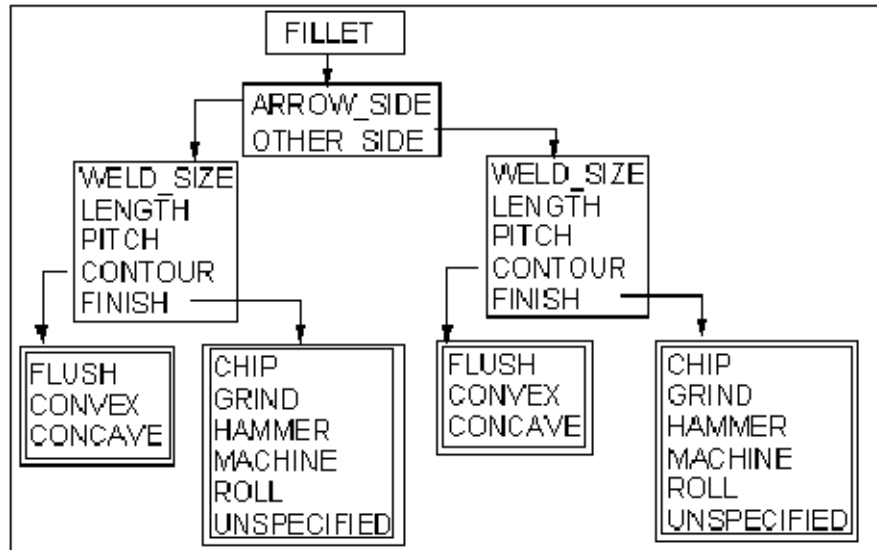 FILLET
ARROW_SIDE
OTHER SIDE
WELD_SIZE
LENGTH
PITCH
CONTOUR
FINISH
WELD_SIZE
LENGTH
PITCH
CONTOUR
FINISH
FLUSH
CONVEX
CONCAVE
CHIP
GRIND
HAMMER
MACHINE
ROLL
UNSPECIFIED
FLUSH
CONVEX
CONCAVE
CHIP
GRIND
HAMMER
MACHINE
ROLL
UNSPECIFIED